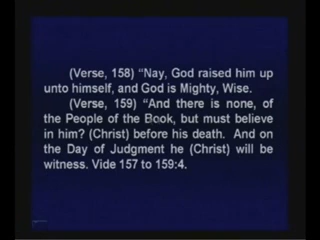 (Verse, 158) “Nay, God raised him up
unto himself, and God is Mighty, Wise.
(Verse, 159) “And there is none, of
the People of the Book, but must believe
in him? (Christ) before his death. And on
the Day of Judgment he (Christ) will be
witness. Vide 157 to 159:4.